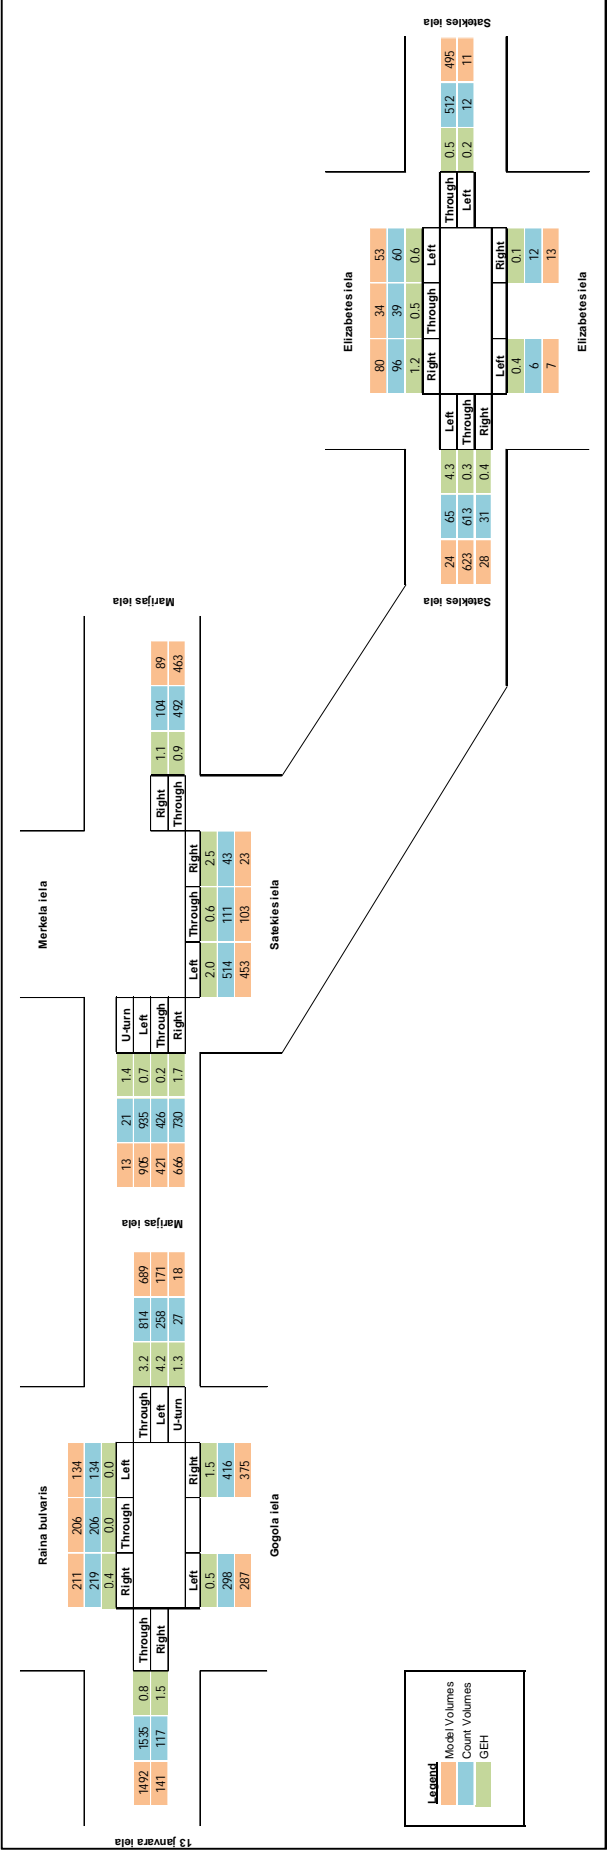 Satekles iela
0.5 512 495
0.2 12 11
Through
Left
Elizabetes iela
80 34 53
96 39 60
1.2 0.5 0.6
Right Through Left
Left Right
0.4 0.1
6 12
7 13
Elizabetes iela
24 65 4.3 Left
623 613 0.3 Through
28 31 0.4 Right
Satekles iela
Marijas iela
Right 1.1 104 89
Through 0.9 492 463
Merkela iela
Left Through Right
2.0 0.6 2.5
514 111 43
453 103 23
Satekles iela
13 21 1.4 U-turn
905 935 0.7 Left
421 426 0.2 Through
666 730 1.7 Right
Marijas iela
Through 3.2 814 689
Left 4.2 258 171
U-turn 1.3 27 18
Raina bulvaris
211 206 134
219 206 134
0.4 0.0 0.0
Right Through Left
Left Right
0.5 1.5
298 416
287 375
Gogola iela
1492 1535 0.8 Through
141 117 1.5 Right
13 janvara iela
Legend
Model Volumes
Count Volumes
GEH